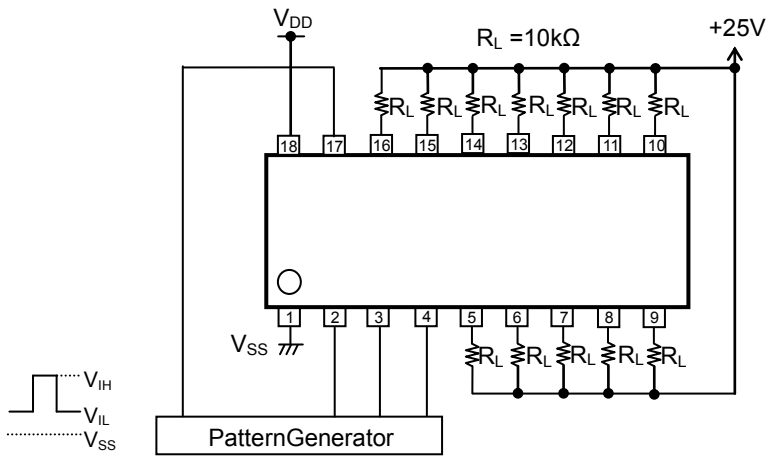 V_DD
R_L =10kΩ
+25V
R_L R_L R_L R_L R_L R_L R_L
18 17 16 15 14 13 12 11 10
1 2 3 4 5 6 7 8 9
V_SS
R_L R_L R_L R_L R_L
V_IH
V_IL
V_SS
PatternGenerator